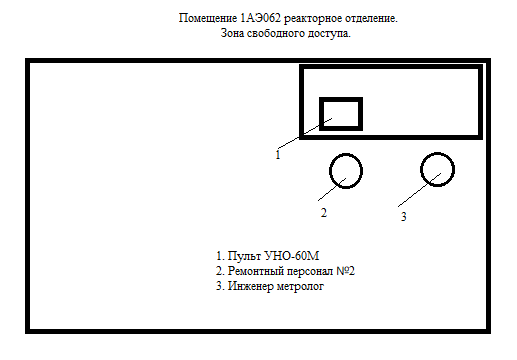 Помещение 1АЭ062 реакторное отделение.
Зона свободного доступа.
1
2
3
1. Пульт УНО-60М
2. Ремонтный персонал №2
3. Инженер метролог